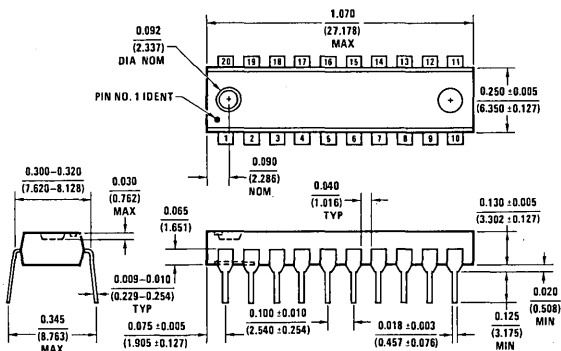 1.070
(27.178)
MAX
0.092
(2.337)
DIA NOM
20 19 18 17 16 15 14 13 12 11
PIN NO. 1 IDENT
0.250 ±0.005
(6.350 ±0.127)
1 2 3 4 5 6 7 8 9 10
0.300–0.320
(7.620–8.128)
0.030
(0.762)
MAX
0.090
(2.286)
NOM
0.065
(1.651)
0.040
(1.016)
TYP
0.130 ±0.005
(3.302 ±0.127)
0.009–0.010
(0.229–0.254)
TYP
0.020
(0.508)
MIN
0.345
(8.763)
MAX
0.075 ±0.005
(1.905 ±0.127)
0.100 ±0.010
(2.540 ±0.254)
0.018 ±0.003
(0.457 ±0.076)
0.125
(3.175)
MIN